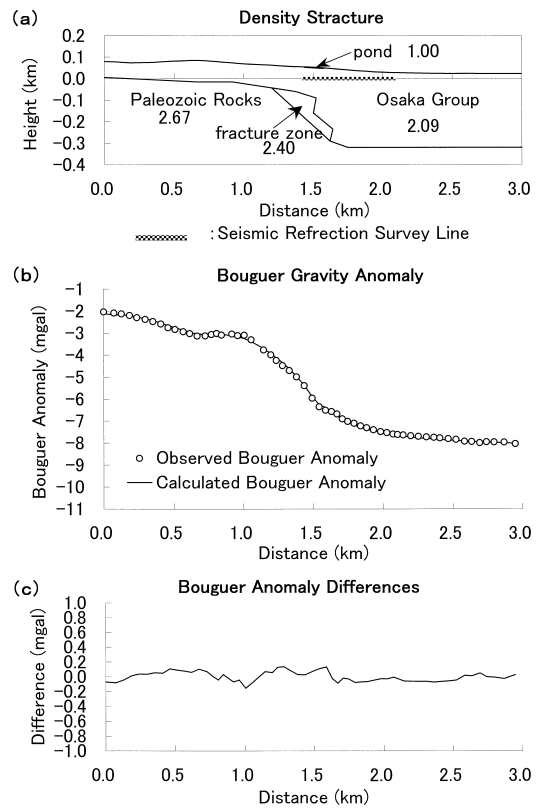 (a)
Density Stracture
0.2
0.1
0.0
-0.1
-0.2
-0.3
-0.4
Height (km)
pond 1.00
Paleozoic Rocks
2.67
Osaka Group
2.09
fracture zone
2.40
0.0 0.5 1.0 1.5 2.0 2.5 3.0
Distance (km)
:Seismic Refrection Survey Line
(b)
Bouguer Gravity Anomaly
-1
-2
-3
-4
-5
-6
-7
-8
-9
-10
-11
Bouguer Anomaly (mgal)
Observed Bouguer Anomaly
Calculated Bouguer Anomaly
0.0 0.5 1.0 1.5 2.0 2.5 3.0
Distance (km)
(c)
Bouguer Anomaly Differences
1.0
0.8
0.6
0.4
0.2
0.0
-0.2
-0.4
-0.6
-0.8
-1.0
Difference (mgal)
0.0 0.5 1.0 1.5 2.0 2.5 3.0
Distance (km)